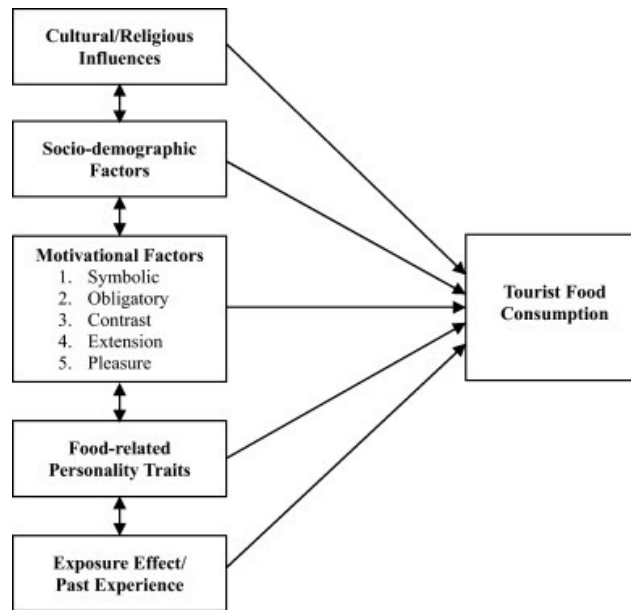 Cultural/Religious
Influences
Socio-demographic
Factors
Motivational Factors
1. Symbolic
2. Obligatory
3. Contrast
4. Extension
5. Pleasure
Food-related
Personality Traits
Exposure Effect/
Past Experience
Tourist Food
Consumption